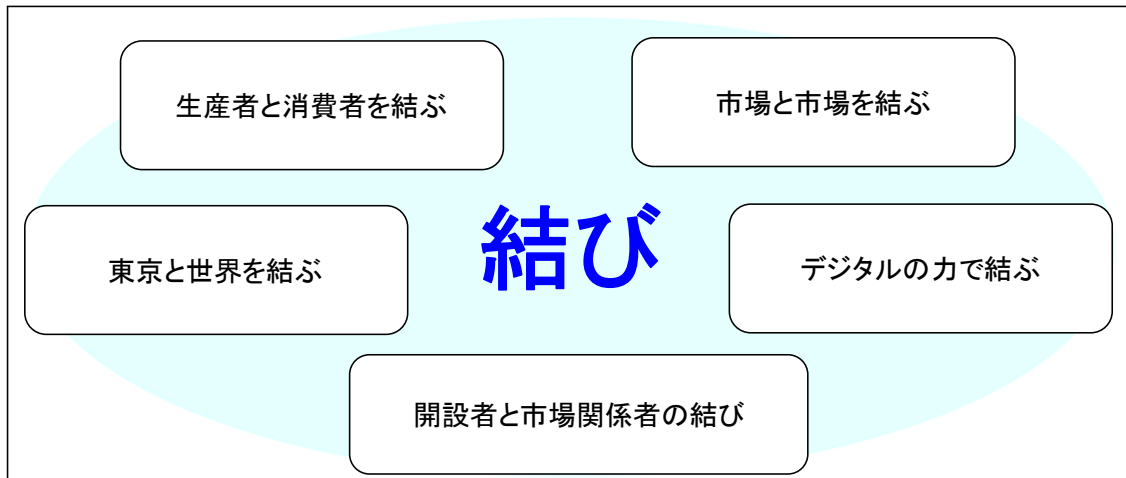 生産者と消費者を結ぶ
市場と市場を結ぶ
東京と世界を結ぶ
結び
デジタルの力で結ぶ
開設者と市場関係者の結び